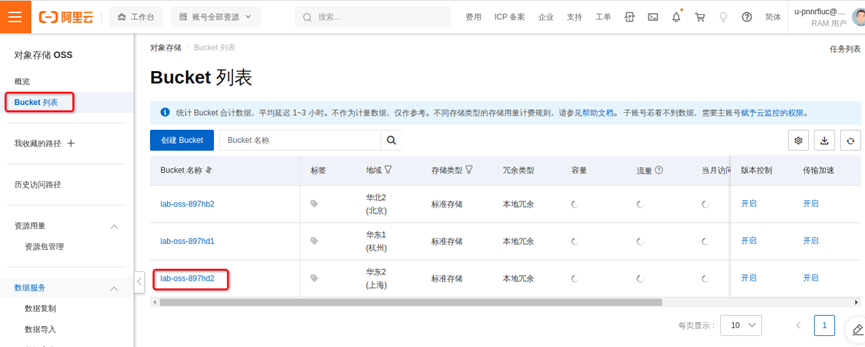 阿里云 工作台 账号全部资源 搜索... 费用 ICP 备案 企业 支持 工单 简体 u-pnnrfiuc@...
RAM 用户
对象存储 OSS
概览
Bucket 列表
我收藏的路径
历史访问路径
资源用量
资源包管理
数据服务
数据复制
数据导入
对象存储 / Bucket 列表 任务列表
Bucket 列表
统计 Bucket 合计数据，平均延迟 1~3 小时。不作为计量数据，仅作参考。不同存储类型的存储用量计费规则，请参见帮助文档。子账号若看不到数据，需要主账号赋予云监控的权限。
创建 Bucket Bucket 名称
Bucket 名称 标签 地域 存储类型 冗余类型 容量 流量 当月访问 版本控制 传输加速
lab-oss-897hb2 华北2 (北京) 标准存储 本地冗余 开启 开启
lab-oss-897hd1 华东1 (杭州) 标准存储 本地冗余 开启 开启
lab-oss-897hd2 华东2 (上海) 标准存储 本地冗余 开启 开启
每页显示： 10 1